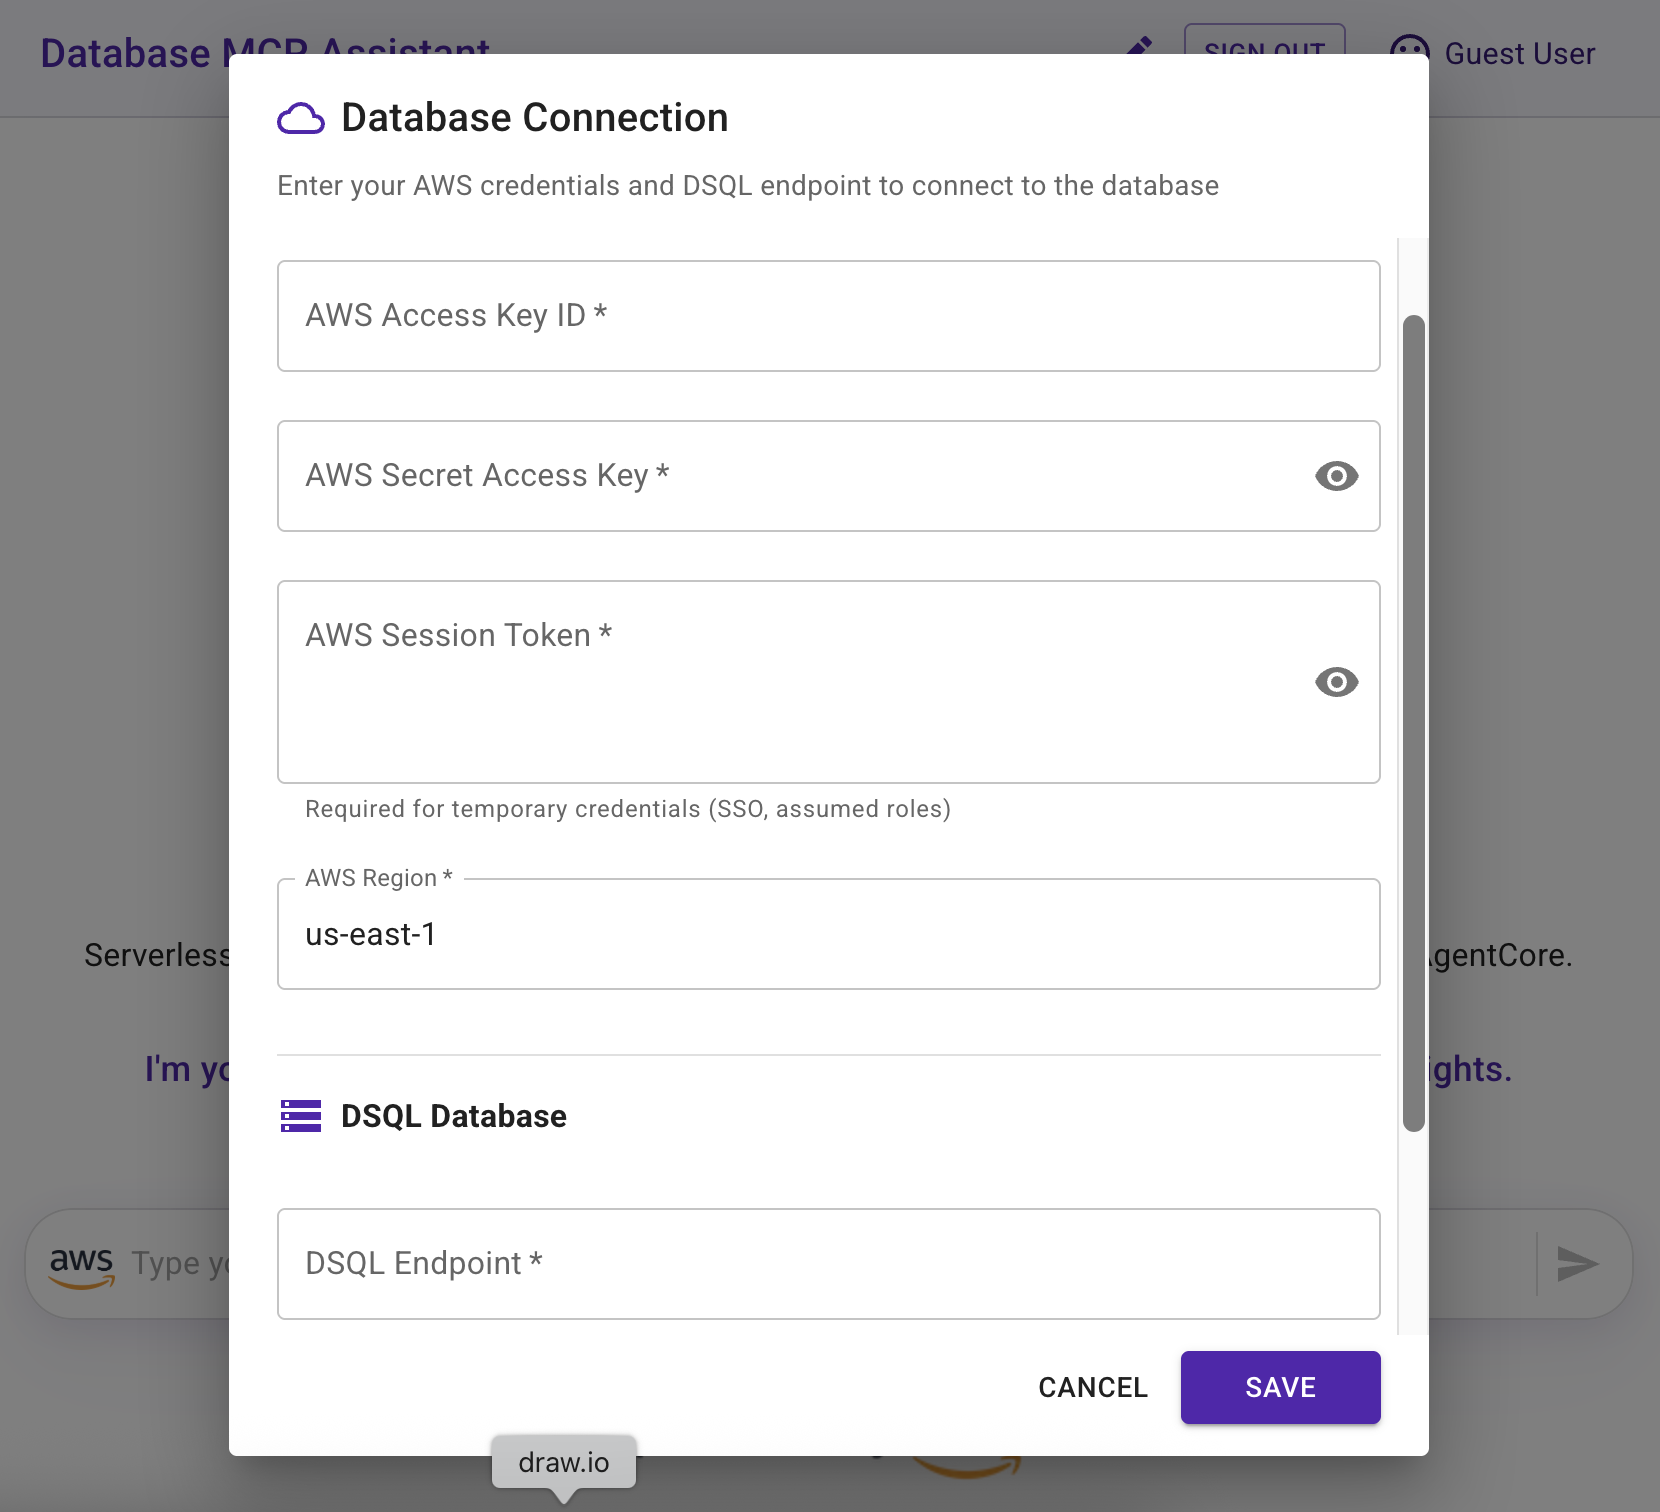 Database MCP Assistant
SIGN OUT
Guest User
Database Connection
Enter your AWS credentials and DSQL endpoint to connect to the database
AWS Access Key ID *
AWS Secret Access Key *
AWS Session Token *
Required for temporary credentials (SSO, assumed roles)
AWS Region *
us-east-1
Serverless
AgentCore.
I'm yo
ights.
DSQL Database
aws
Type yo
DSQL Endpoint *
CANCEL
SAVE
draw.io